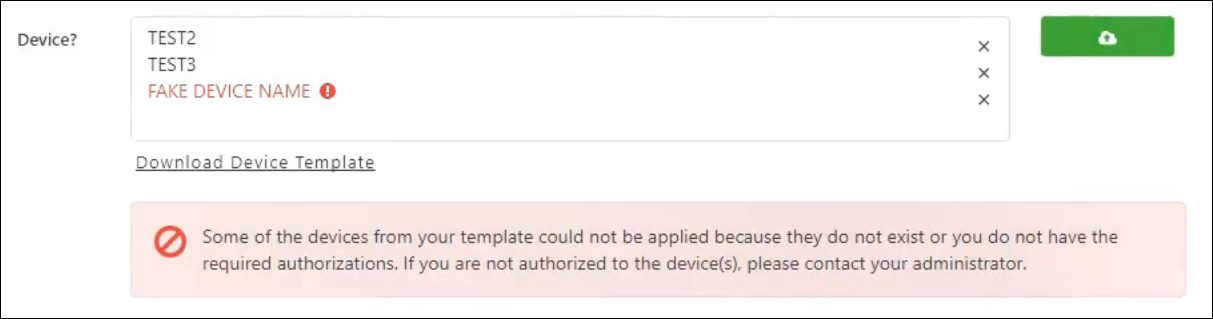 Device?
TEST2
TEST3
FAKE DEVICE NAME
Download Device Template
Some of the devices from your template could not be applied because they do not exist or you do not have the
required authorizations. If you are not authorized to the device(s), please contact your administrator.